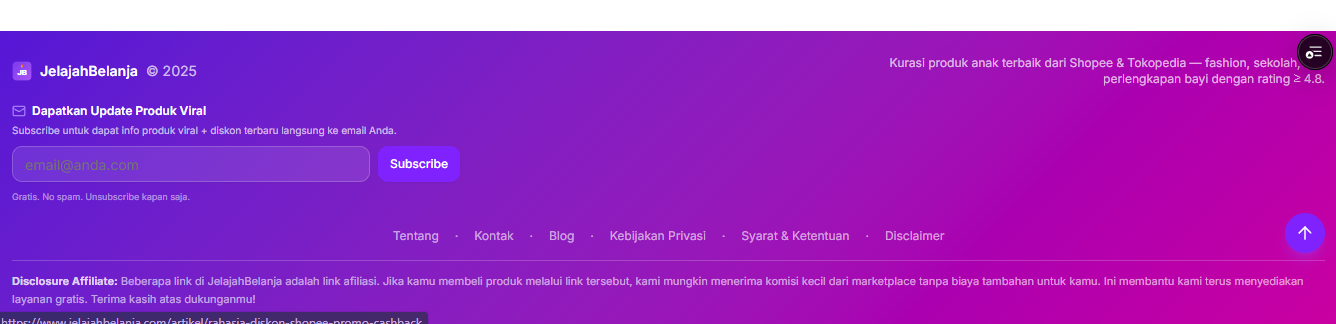 JB JelajahBelanja © 2025
Kurasi produk anak terbaik dari Shopee & Tokopedia — fashion, sekolah,
perlengkapan bayi dengan rating ≥ 4.8.
Dapatkan Update Produk Viral
Subscribe untuk dapat info produk viral + diskon terbaru langsung ke email Anda.
email@anda.com
Subscribe
Gratis. No spam. Unsubscribe kapan saja.
Tentang · Kontak · Blog · Kebijakan Privasi · Syarat & Ketentuan · Disclaimer
Disclosure Affiliate: Beberapa link di JelajahBelanja adalah link afiliasi. Jika kamu membeli produk melalui link tersebut, kami mungkin menerima komisi kecil dari marketplace tanpa biaya tambahan untuk kamu. Ini membantu kami terus menyediakan
layanan gratis. Terima kasih atas dukunganmu!
https://www.jelajahbelanja.com/artikel/rahasia-diskon-shopee-promo-cashback